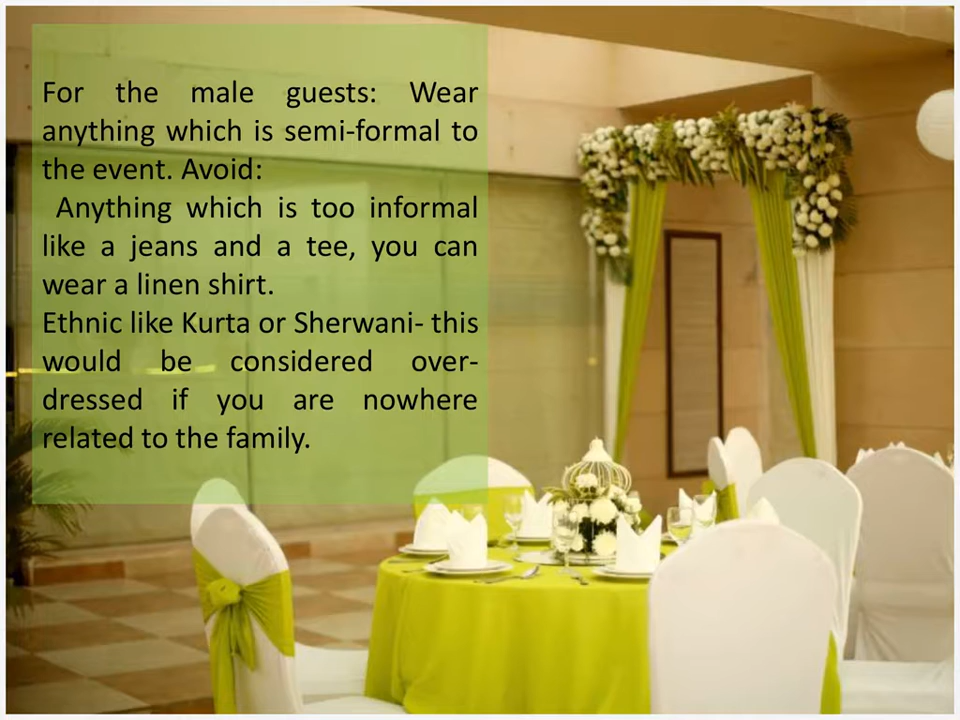 For the male guests: Wear
anything which is semi-formal to
the event. Avoid:
Anything which is too informal
like a jeans and a tee, you can
wear a linen shirt.
Ethnic like Kurta or Sherwani- this
would be considered over-
dressed if you are nowhere
related to the family.